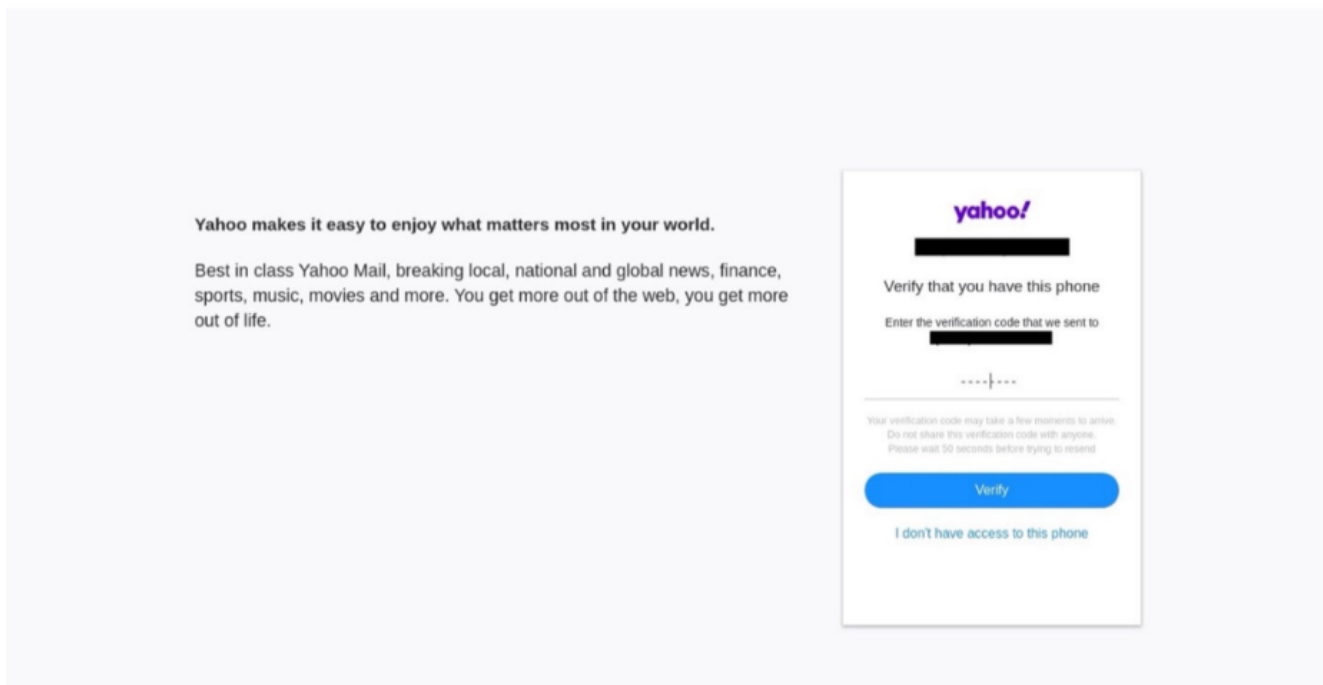 Yahoo makes it easy to enjoy what matters most in your world.
Best in class Yahoo Mail, breaking local, national and global news, finance,
sports, music, movies and more. You get more out of the web, you get more
out of life.
yahoo!
Verify that you have this phone
Enter the verification code that we sent to
Your verification code may take a few moments to arrive.
Do not share this verification code with anyone.
Please wait 50 seconds before trying to resend
Verify
I don't have access to this phone